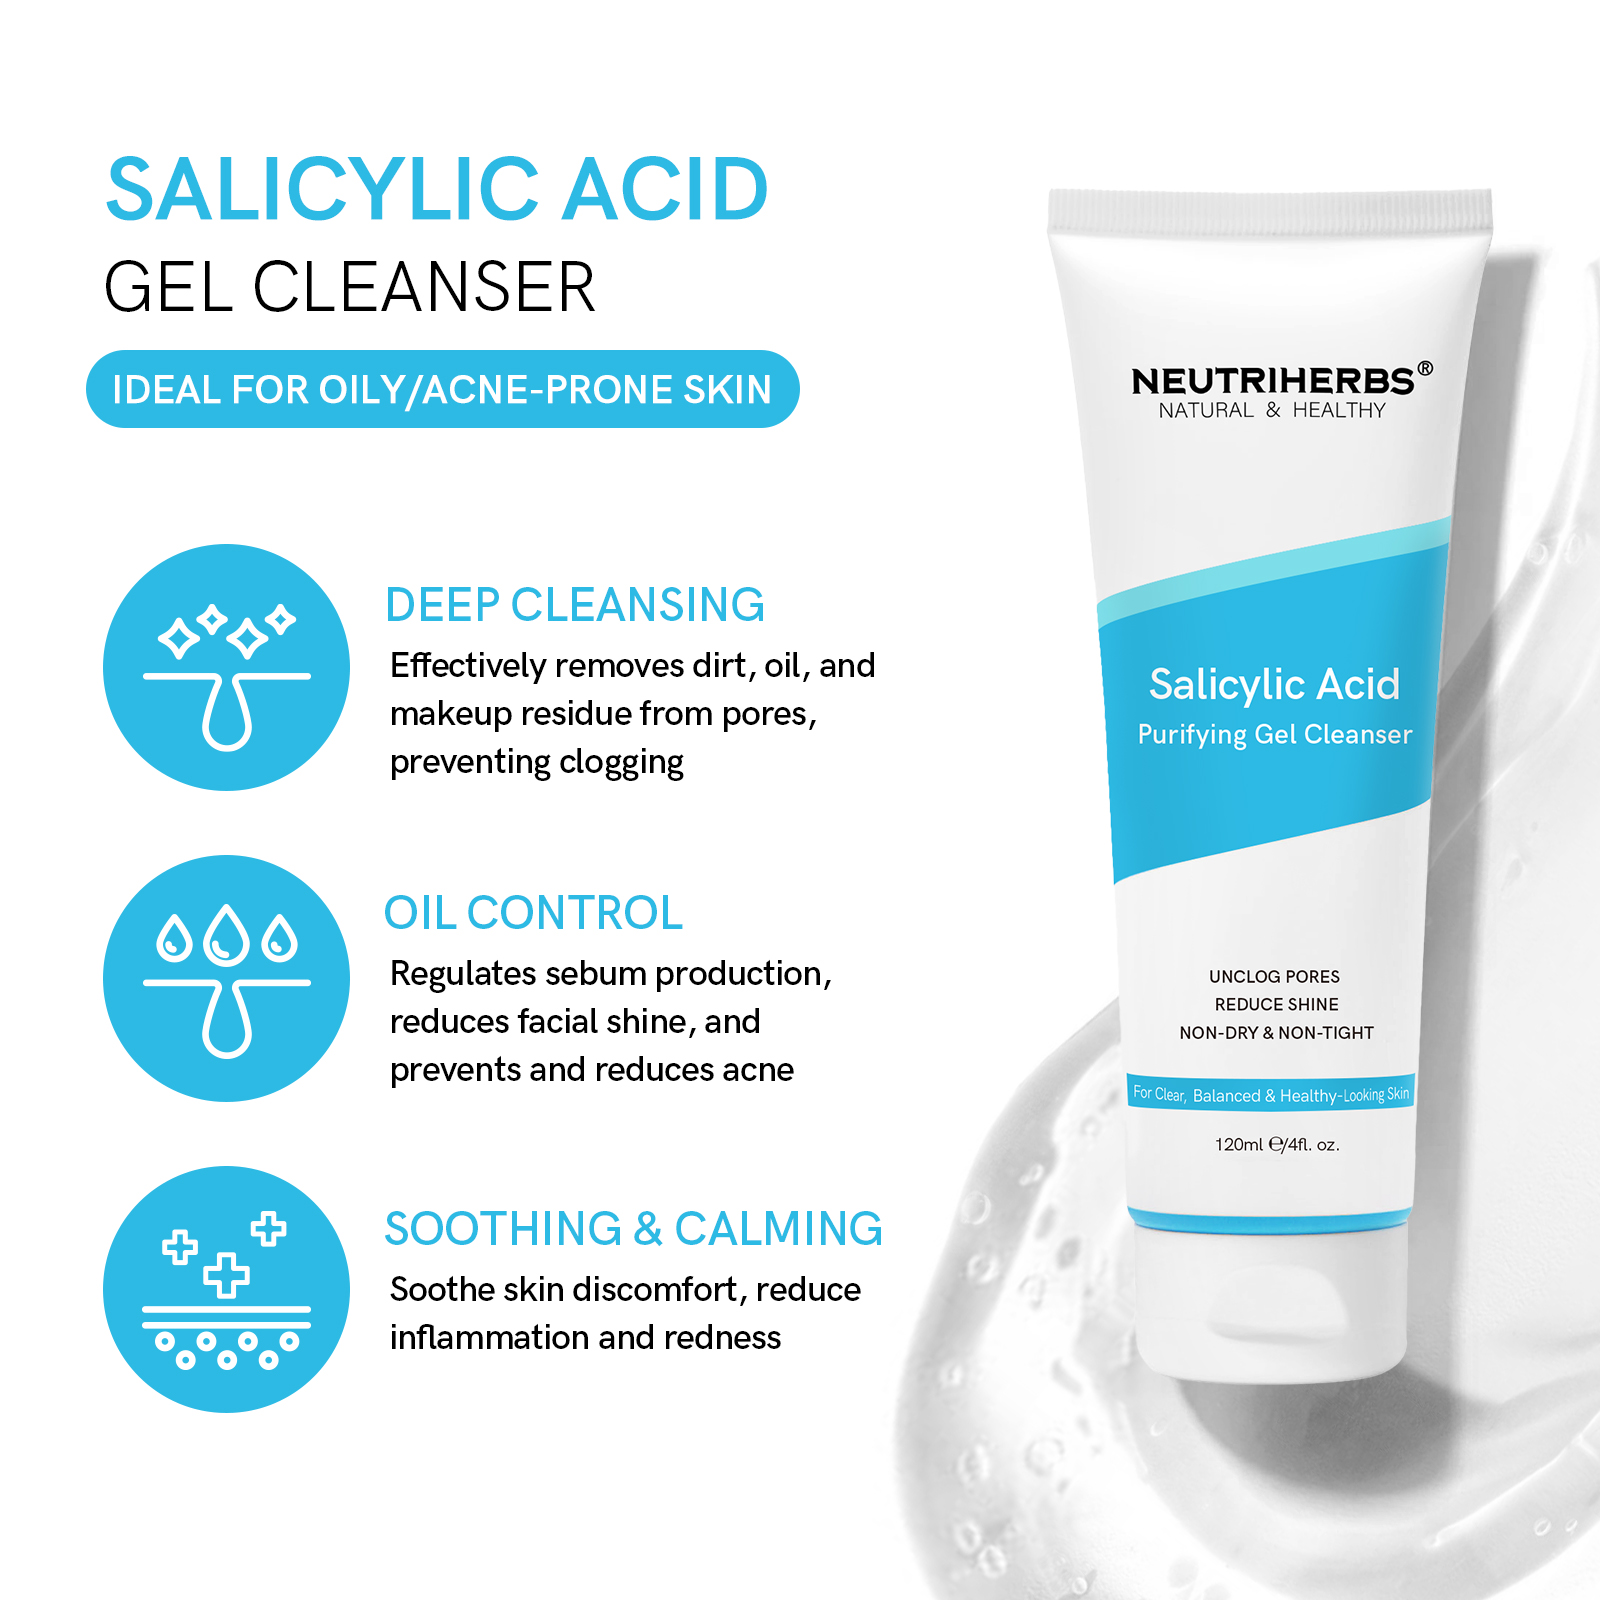 SALICYLIC ACID
GEL CLEANSER
IDEAL FOR OILY/ACNE-PRONE SKIN
DEEP CLEANSING
Effectively removes dirt, oil, and
makeup residue from pores,
preventing clogging
OIL CONTROL
Regulates sebum production,
reduces facial shine, and
prevents and reduces acne
SOOTHING & CALMING
Soothe skin discomfort, reduce
inflammation and redness
NEUTRIHERBS®
NATURAL & HEALTHY
Salicylic Acid
Purifying Gel Cleanser
UNCLOG PORES
REDUCE SHINE
NON-DRY & NON-TIGHT
For Clear, Balanced & Healthy-Looking Skin
120ml ℮/4fl. oz.